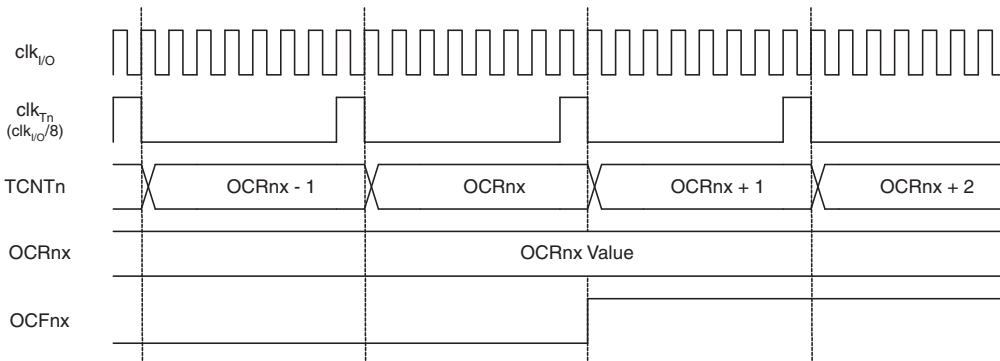 clkI/O
clkTn
(clkI/O/8)
TCNTn OCRnx - 1 OCRnx OCRnx + 1 OCRnx + 2
OCRnx OCRnx Value
OCFnx